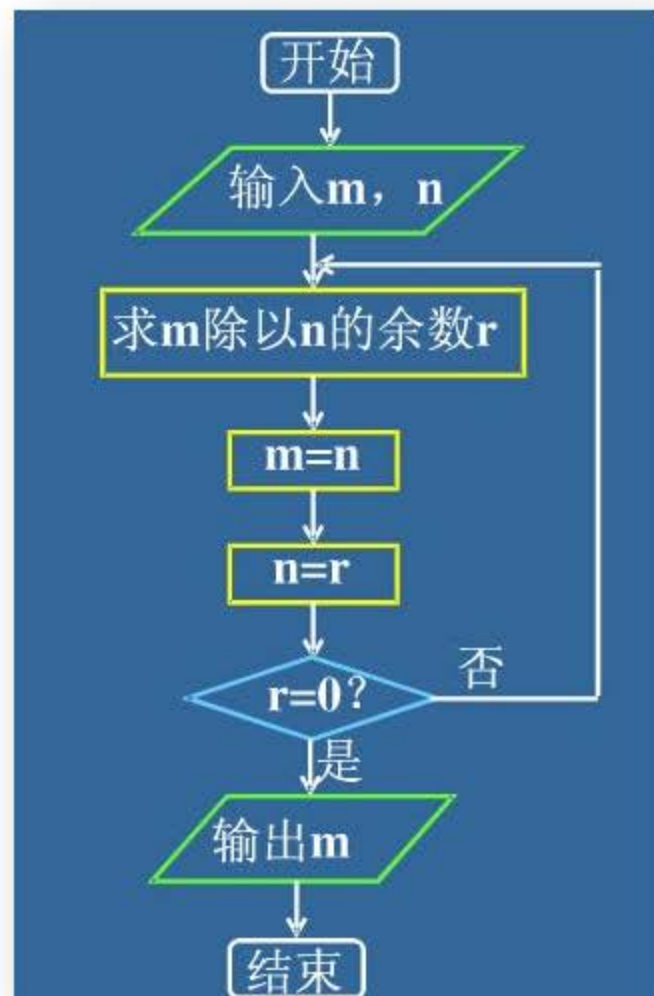 开始
输入m，n
求m除以n的余数r
m=n
n=r
r=0？
否
是
输出m
结束